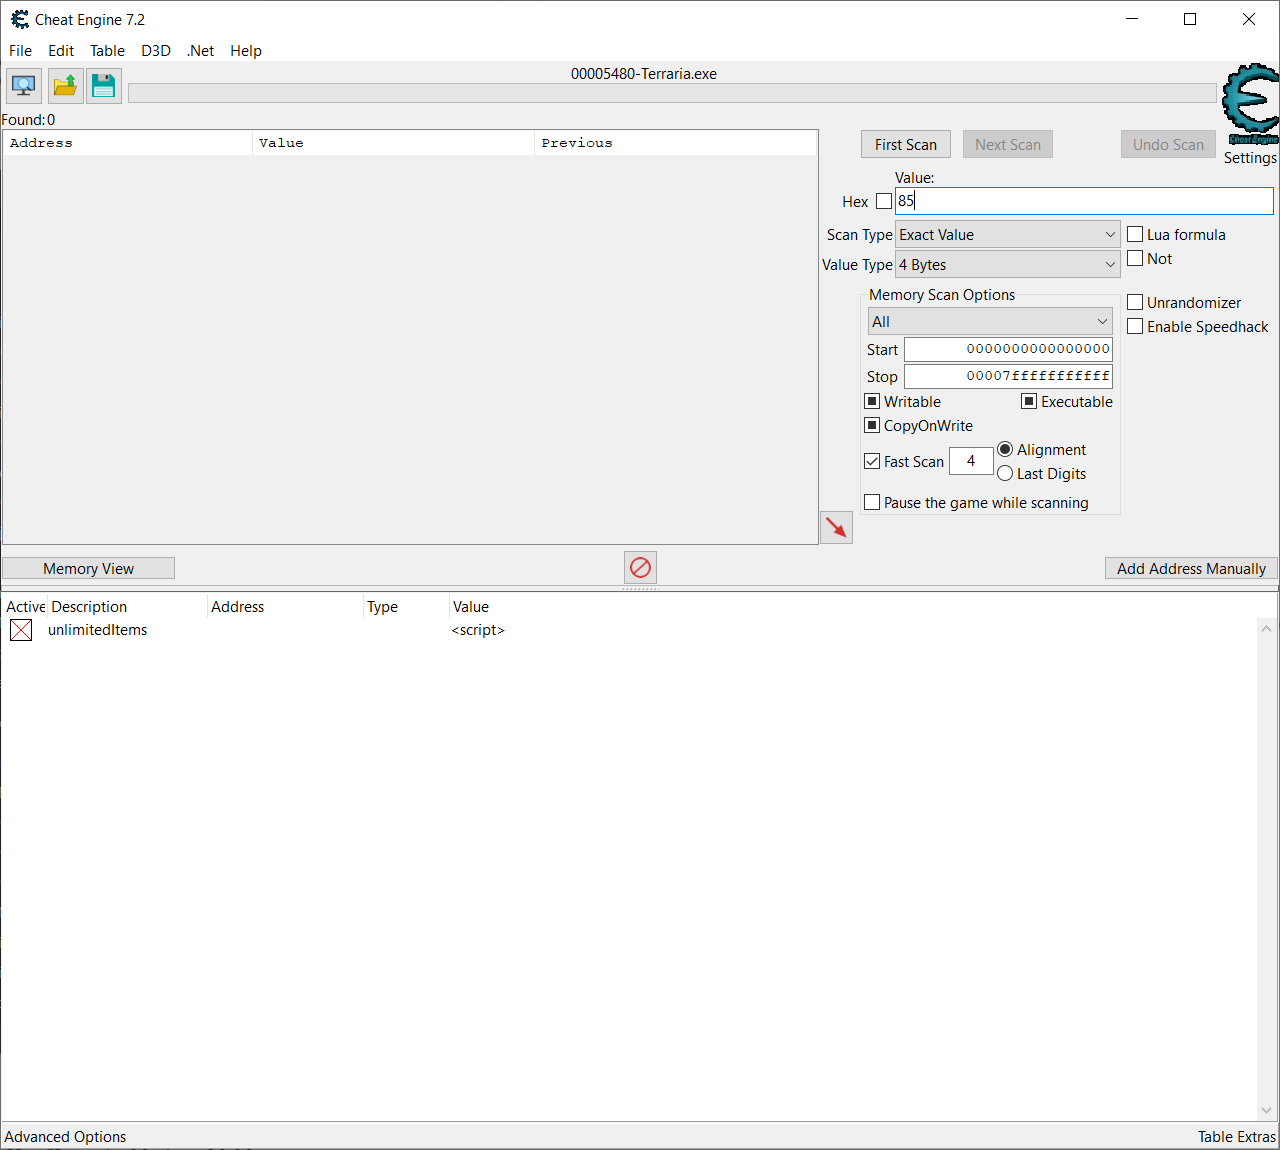 Cheat Engine 7.2
File Edit Table D3D .Net Help
00005480-Terraria.exe
Found: 0
Address Value Previous
First Scan Next Scan Undo Scan
Cheat Engine
Settings
Value:
Hex 85
Scan Type Exact Value Lua formula
Value Type 4 Bytes Not
Memory Scan Options
All
Unrandomizer
Enable Speedhack
Start 0000000000000000
Stop 00007fffffffffff
Writable Executable
CopyOnWrite
Fast Scan 4 Alignment
Last Digits
Pause the game while scanning
Memory View Add Address Manually
Active Description Address Type Value
unlimitedItems <script>
Advanced Options Table Extras